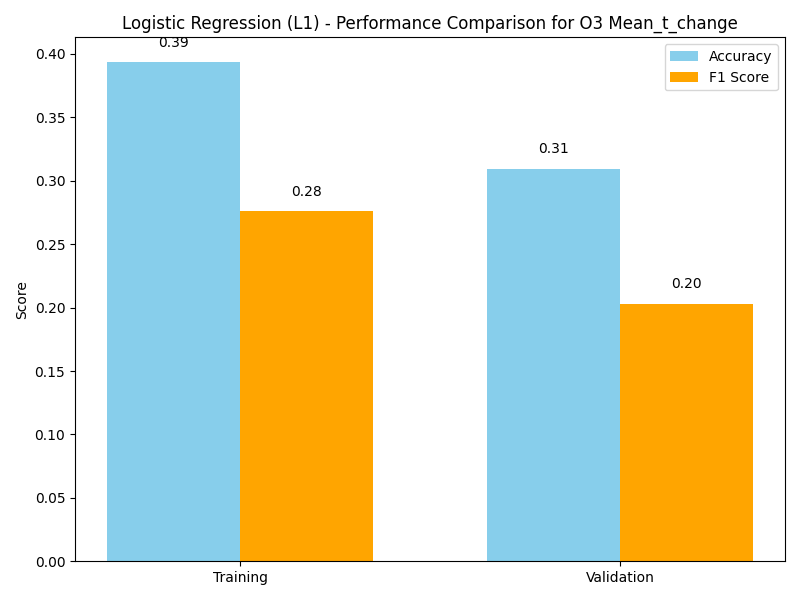 Logistic Regression (L1) - Performance Comparison for O3 Mean_t_change
Accuracy
F1 Score
0.39
0.28
0.31
0.20
Score
0.40
0.35
0.30
0.25
0.20
0.15
0.10
0.05
0.00
Training
Validation